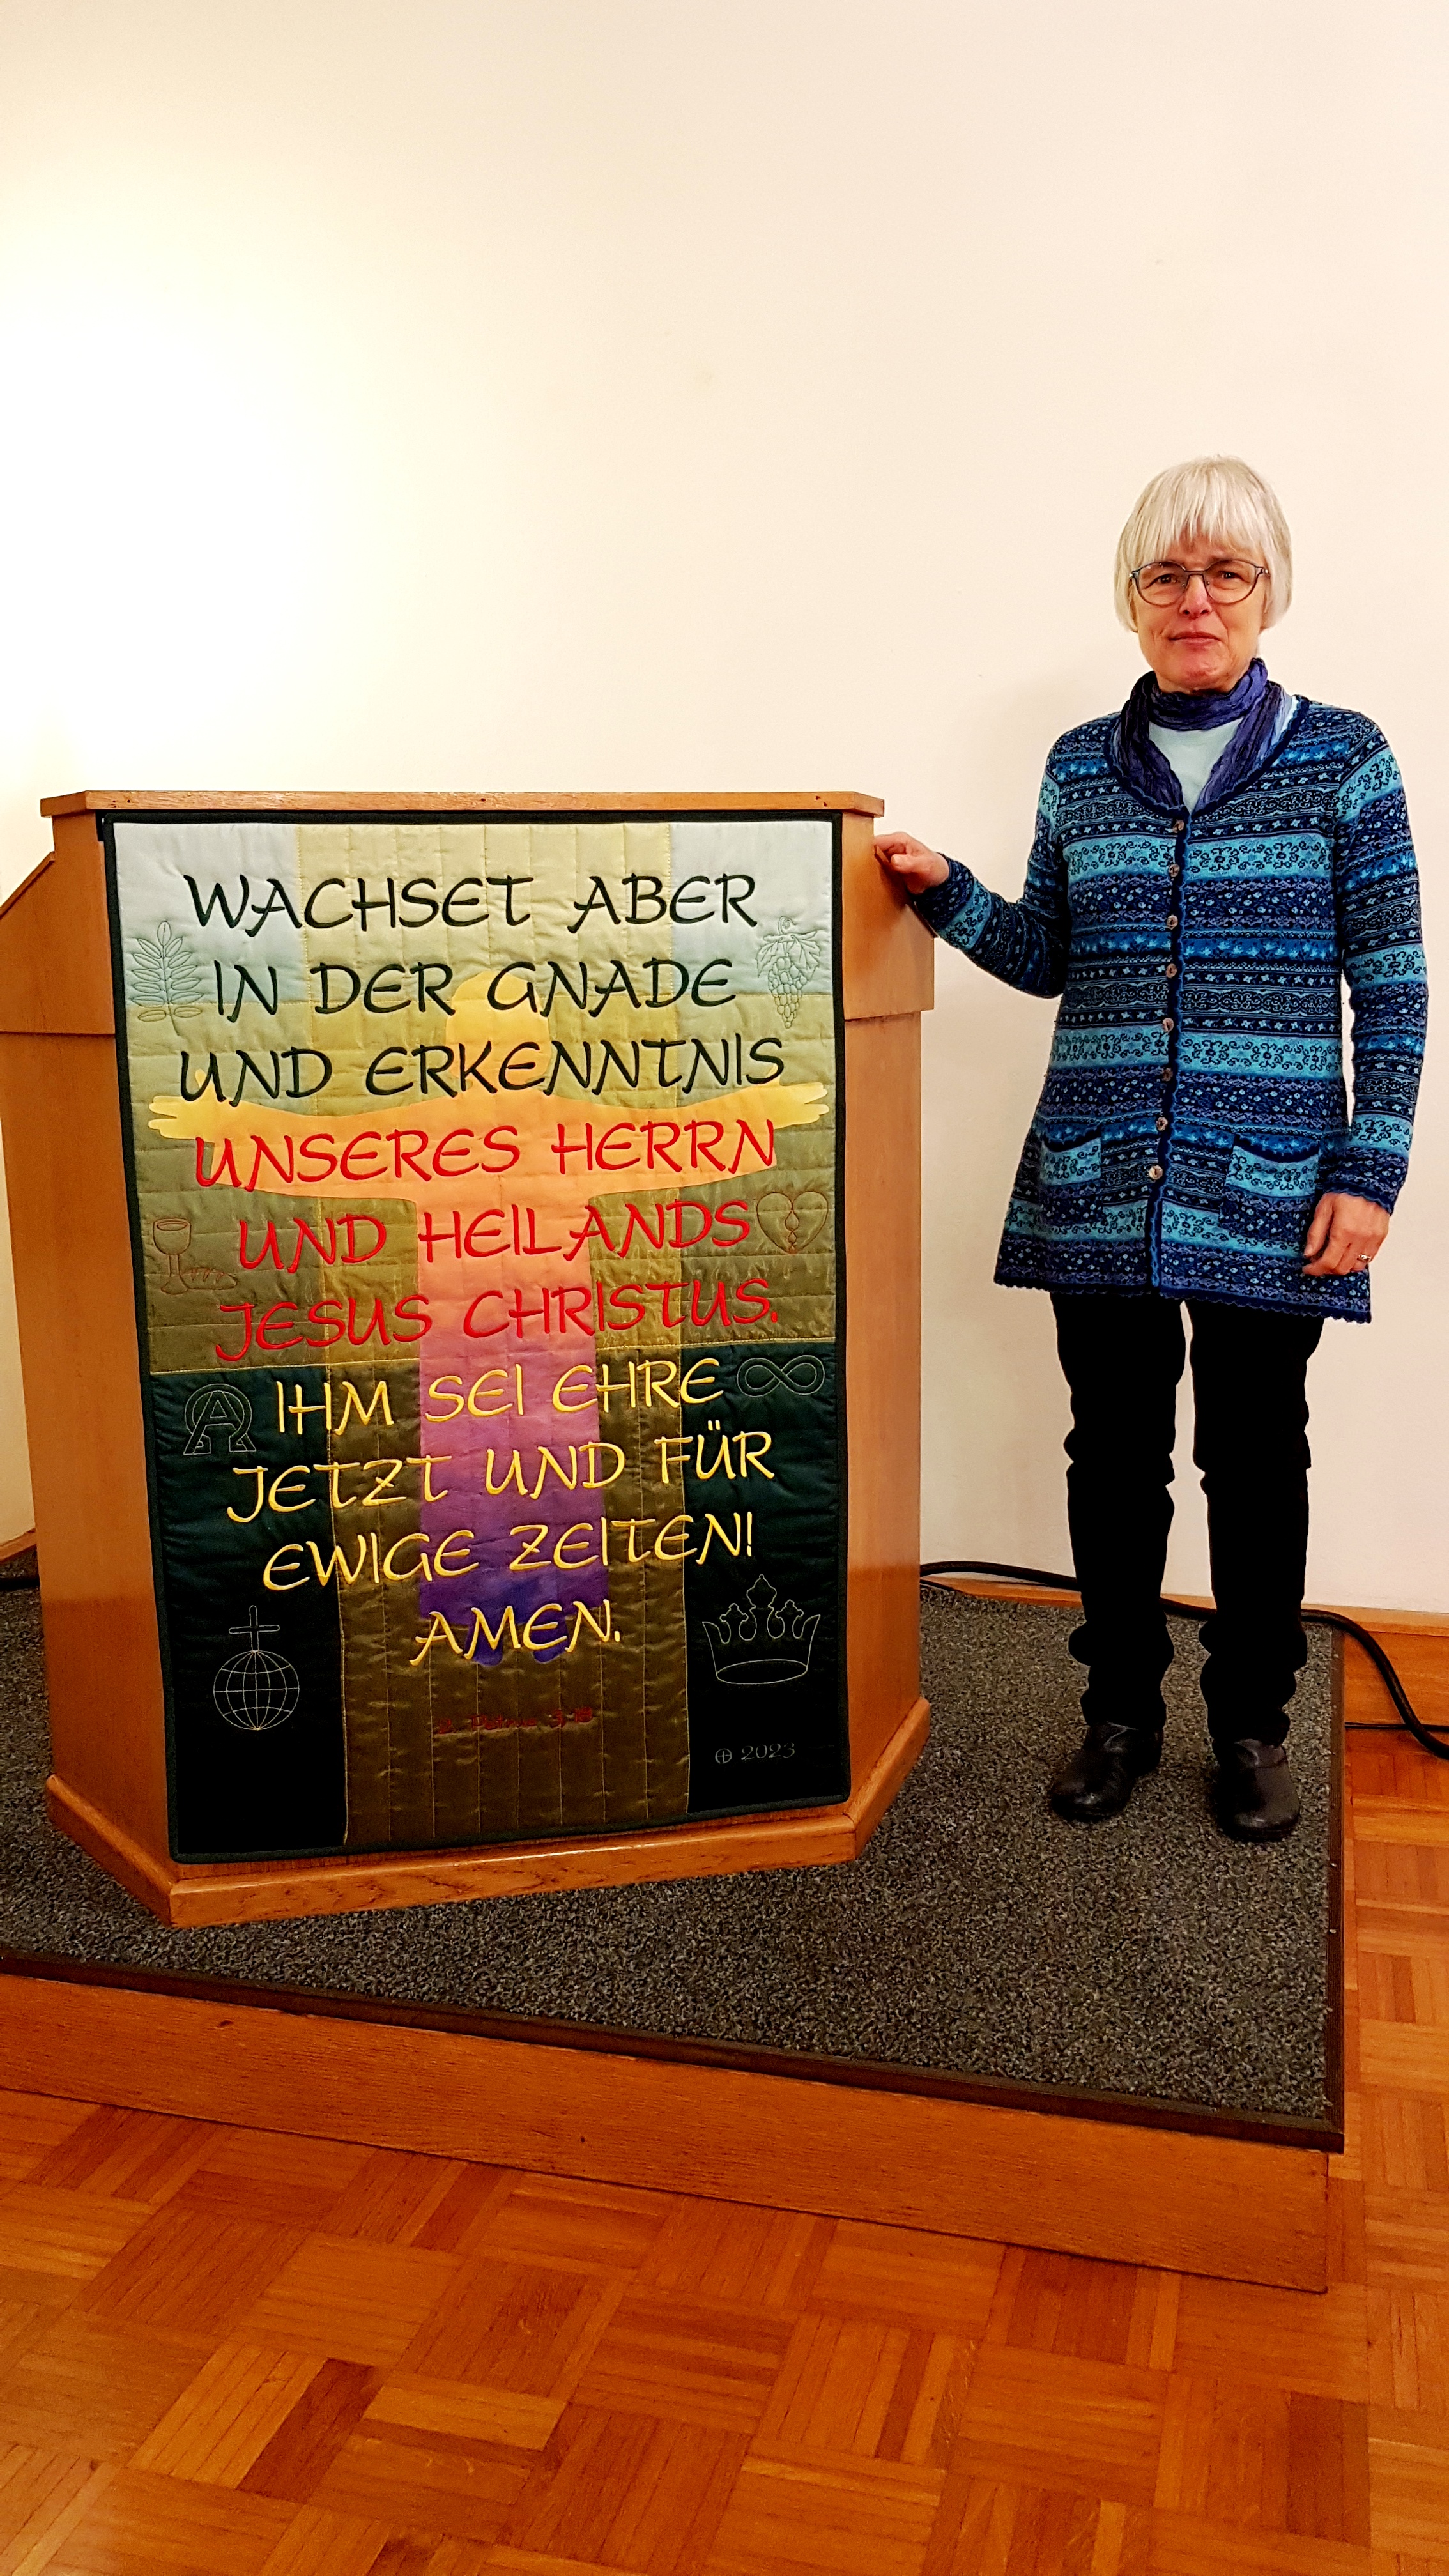 WACHSET ABER
IN DER GNADE
UND ERKENNTNIS
UNSERES HERRN
UND HEILANDS
JESUS CHRISTUS.
IHM SEI EHRE
JETZT UND FÜR
EWIGE ZEITEN!
AMEN.
2. Petrus 3,18
2023